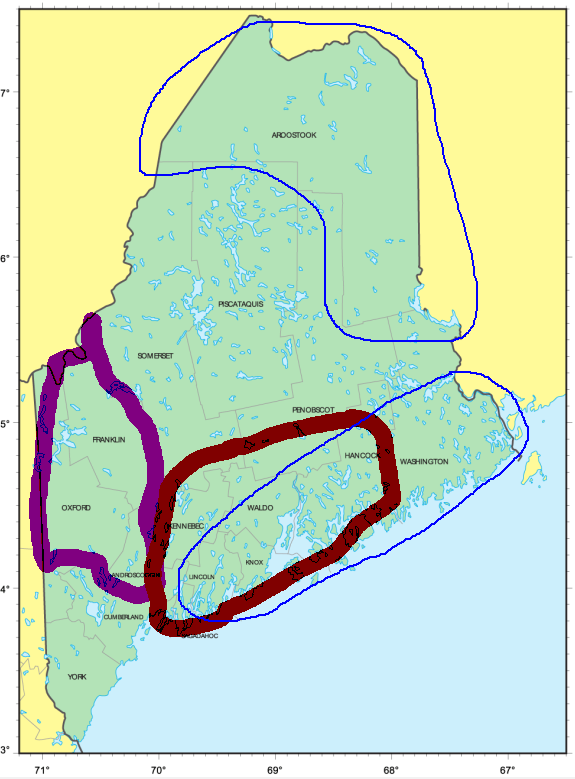 7°
AROOSTOOK
6°
PISCATAQUIS
SOMERSET
5°
PENOBSCOT
FRANKLIN
HANCOCK
WASHINGTON
OXFORD
WALDO
KENNEBEC
KNOX
ANDROSCOGGIN
LINCOLN
4°
CUMBERLAND
SAGADAHOC
YORK
3°
71° 70° 69° 68° 67°